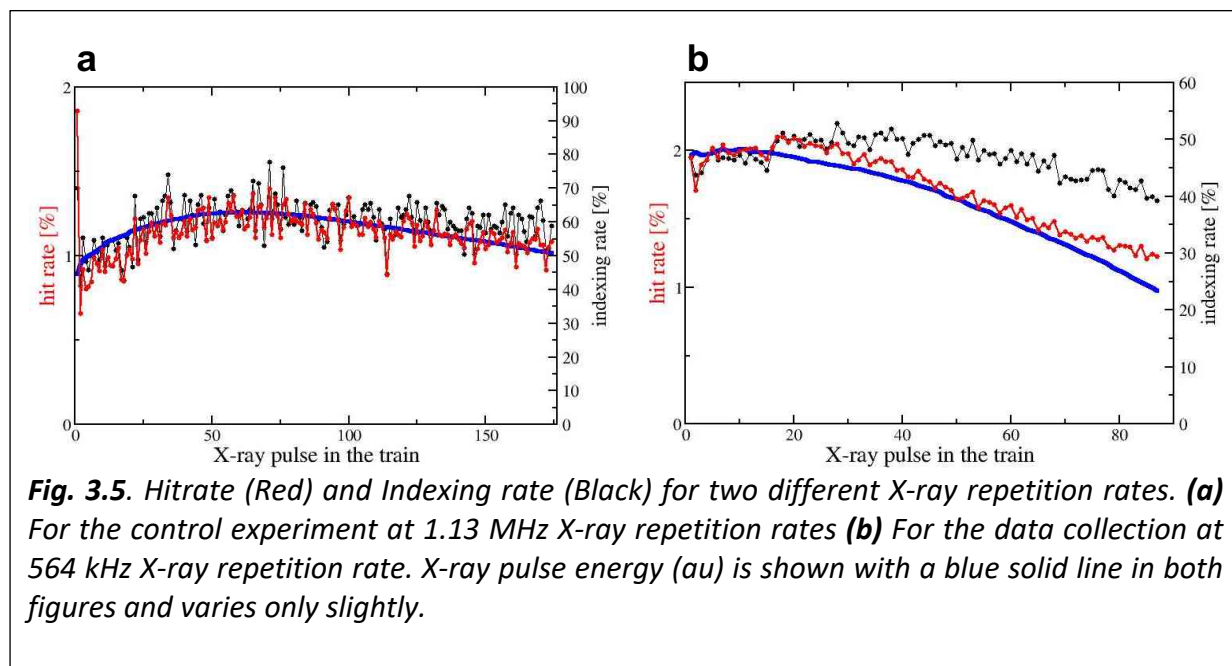 a
b
2
1
0
hit rate [%]
100
90
80
70
60
50
40
30
20
10
0
indexing rate [%]
0
50
100
150
X-ray pulse in the train
2
1
0
hit rate [%]
60
50
40
30
20
10
0
indexing rate [%]
0
20
40
60
80
X-ray pulse in the train
Fig. 3.5. Hitrate (Red) and Indexing rate (Black) for two different X-ray repetition rates. (a)
For the control experiment at 1.13 MHz X-ray repetition rates (b) For the data collection at
564 kHz X-ray repetition rate. X-ray pulse energy (au) is shown with a blue solid line in both
figures and varies only slightly.